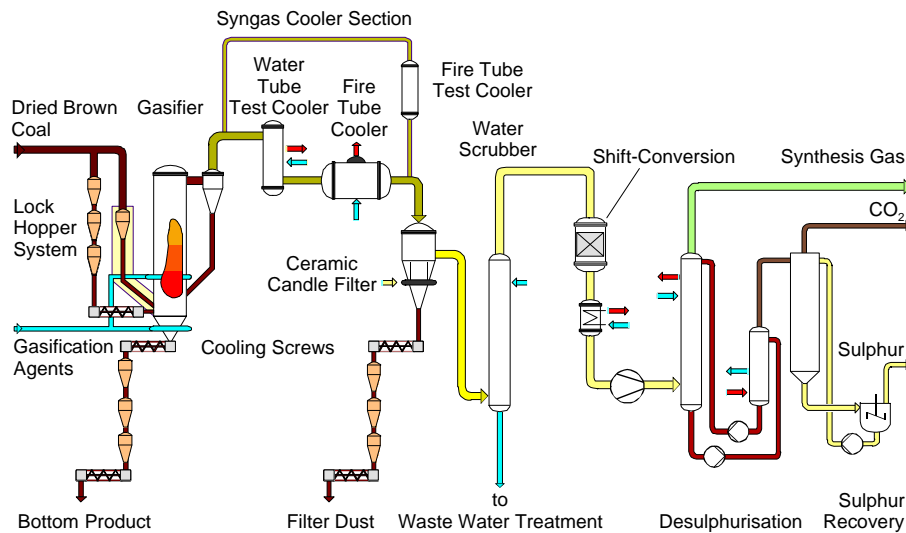 Syngas Cooler Section
Water
Tube
Test Cooler
Fire
Tube
Cooler
Fire Tube
Test Cooler
Dried Brown
Coal
Gasifier
Water
Scrubber
Shift-Conversion
Synthesis Gas
CO₂
Lock
Hopper
System
Ceramic
Candle Filter
Gasification
Agents
Cooling Screws
Sulphur
Bottom Product
Filter Dust
to
Waste Water Treatment
Desulphurisation
Sulphur
Recovery